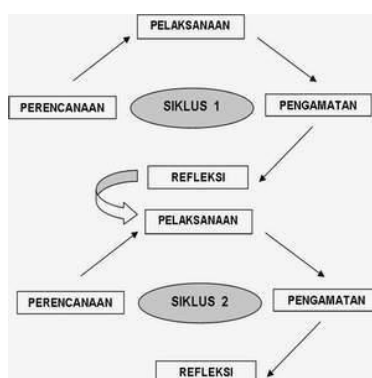 PELAKSANAAN
PERENCANAAN
SIKLUS 1
PENGAMATAN
REFLEKSI
PELAKSANAAN
PERENCANAAN
SIKLUS 2
PENGAMATAN
REFLEKSI